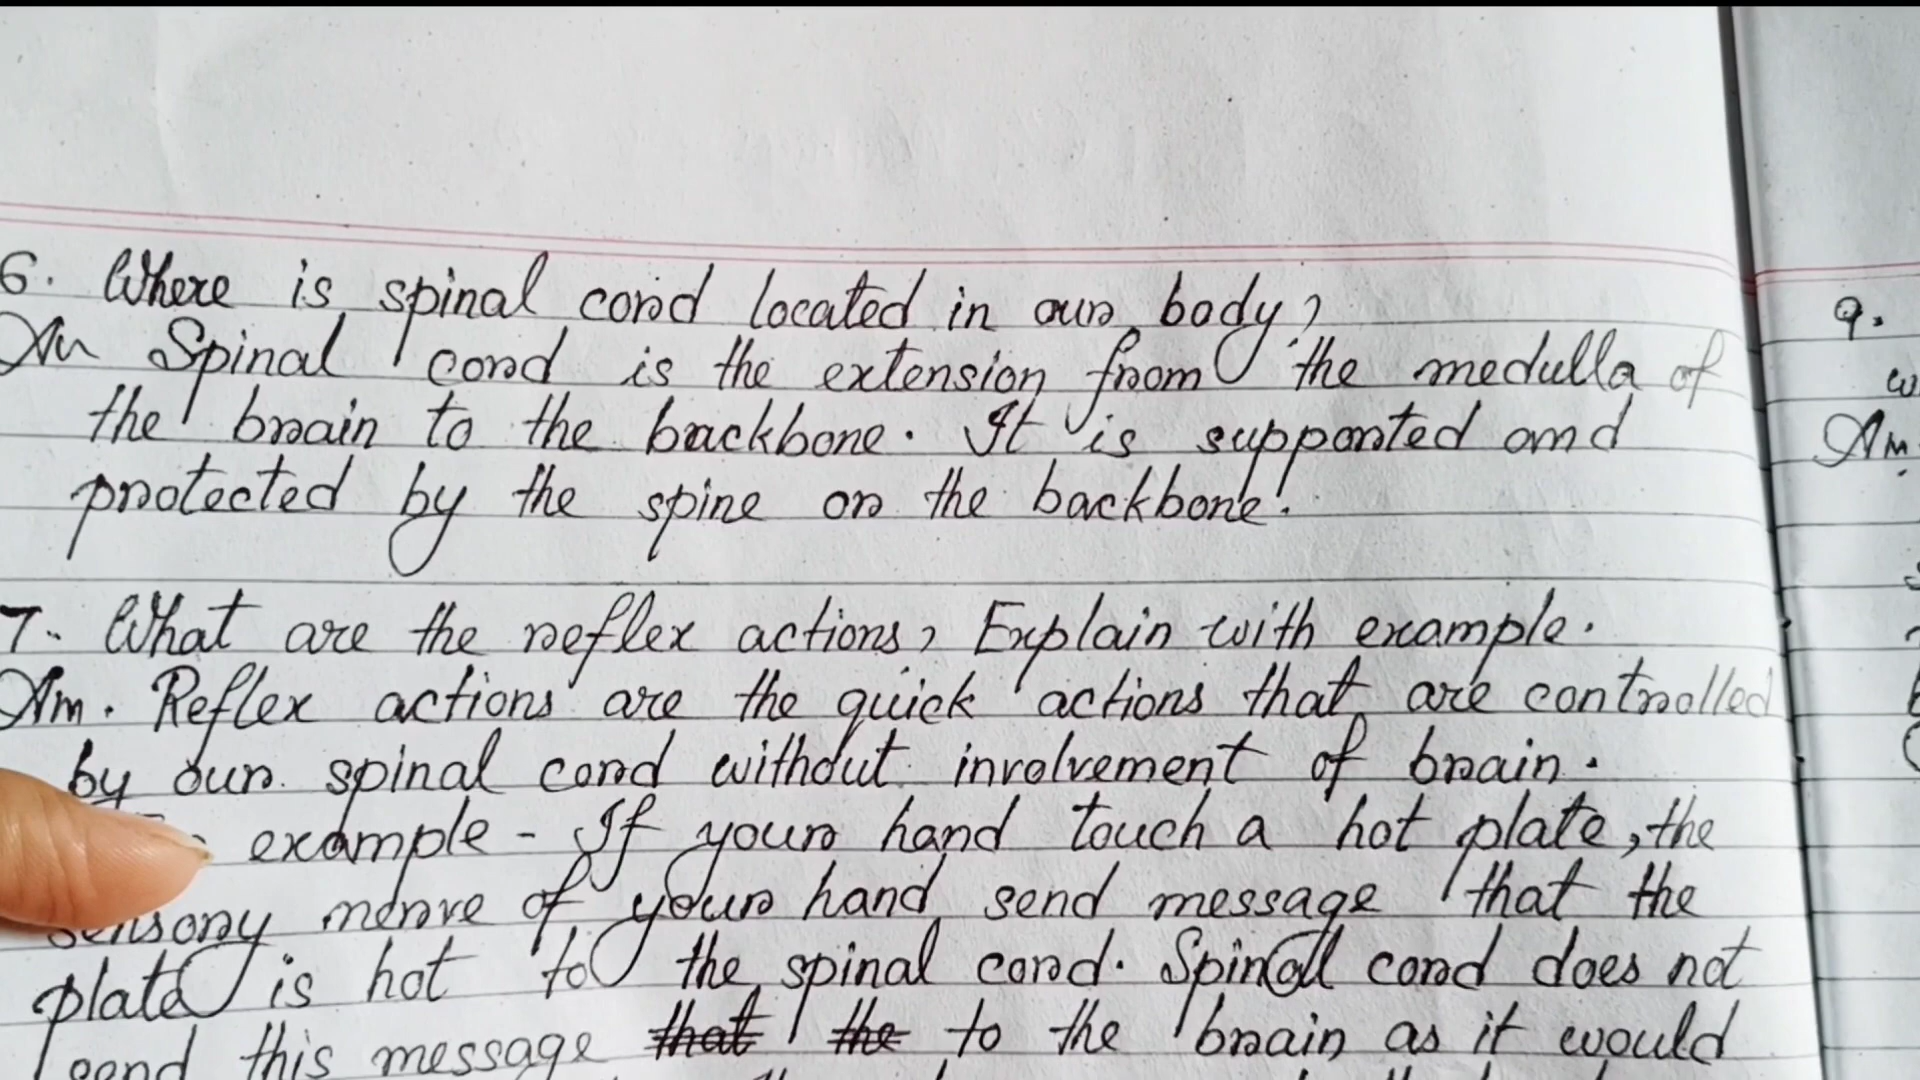 6. Where is spinal cord located in our body?
An Spinal cord is the extension from the medulla of
the brain to the backbone. It is supported and
protected by the spine or the backbone.
7. What are the reflex actions? Explain with example.
Ans. Reflex actions are the quick actions that are controlled
by our spinal cord without involvement of brain.
example - If your hand touch a hot plate, the
sensory nerve of your hand send message that the
plate is hot to the spinal cord. Spinal cord does not
send this message that the to the brain as it would
9.
Ans